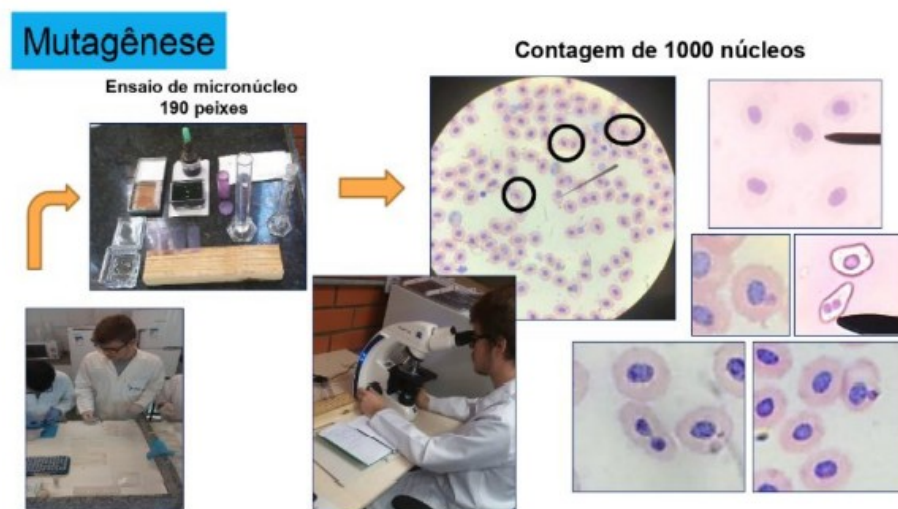 Mutagênese
Ensaio de micronúcleo
190 peixes
Contagem de 1000 núcleos